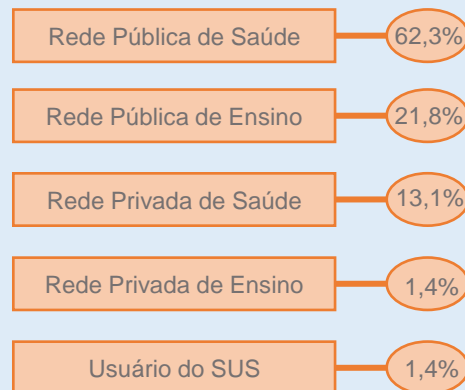 Rede Pública de Saúde 62,3%
Rede Pública de Ensino 21,8%
Rede Privada de Saúde 13,1%
Rede Privada de Ensino 1,4%
Usuário do SUS 1,4%